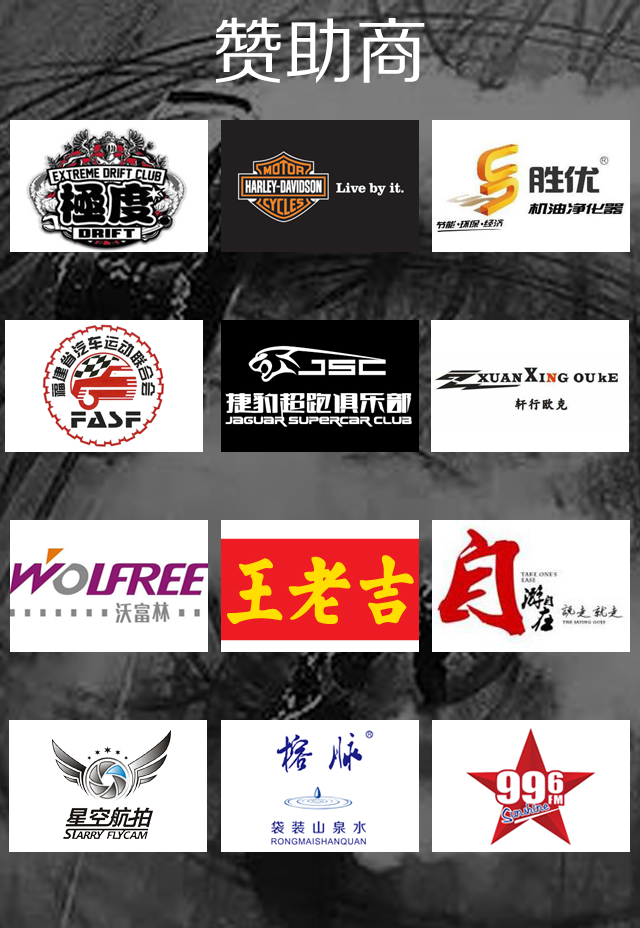 赞助商
EXTREME DRIFT CLUB
極度
DRIFT
MOTOR
HARLEY-DAVIDSON
CYCLES
Live by it.
胜优®
机油净化器
节能·环保·经济
福建省汽车运动联合会
FASF
JSC
捷豹超跑俱乐部
JAGUAR SUPERCAR CLUB
XUANXING OUKE
轩行欧克
WOLFREE
沃富林
王老吉
自
TAKE ONE'S
EASE
游自在
説走就走
THE SAYING GOES
星空航拍
STARRY FLYCAM
榕脉®
袋装山泉水
RONGMAISHANQUAN
996
FM
Sunshine